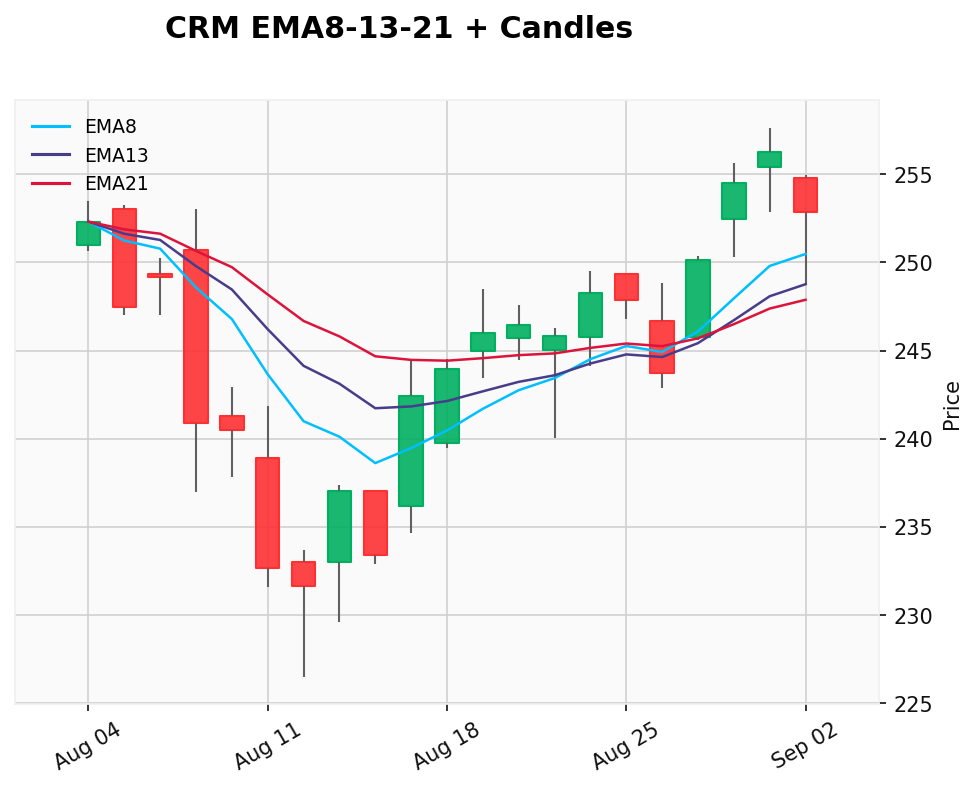 CRM EMA8-13-21 + Candles
EMA8
EMA13
EMA21
255
250
245
240
235
230
225
Price
Aug 04
Aug 11
Aug 18
Aug 25
Sep 02